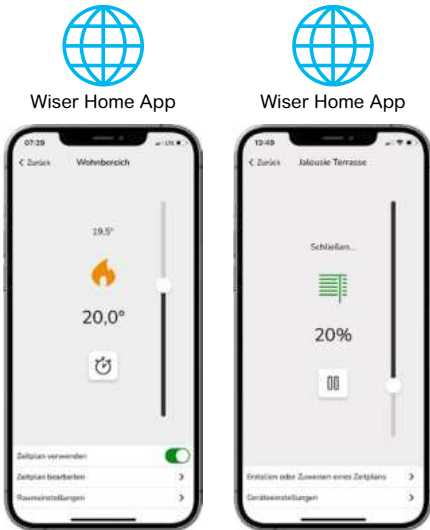 Wiser Home App
07:39
LTE
< Zurück Wohnbereich
19,5°
20,0°
Zeitplan verwenden
Zeitplan bearbeiten >
Raumeinstellungen >
Wiser Home App
13:49
< Zurück Jalousie Terrasse
Schließen...
20%
Erstellen oder Zuweisen eines Zeitplans >
Geräteeinstellungen >